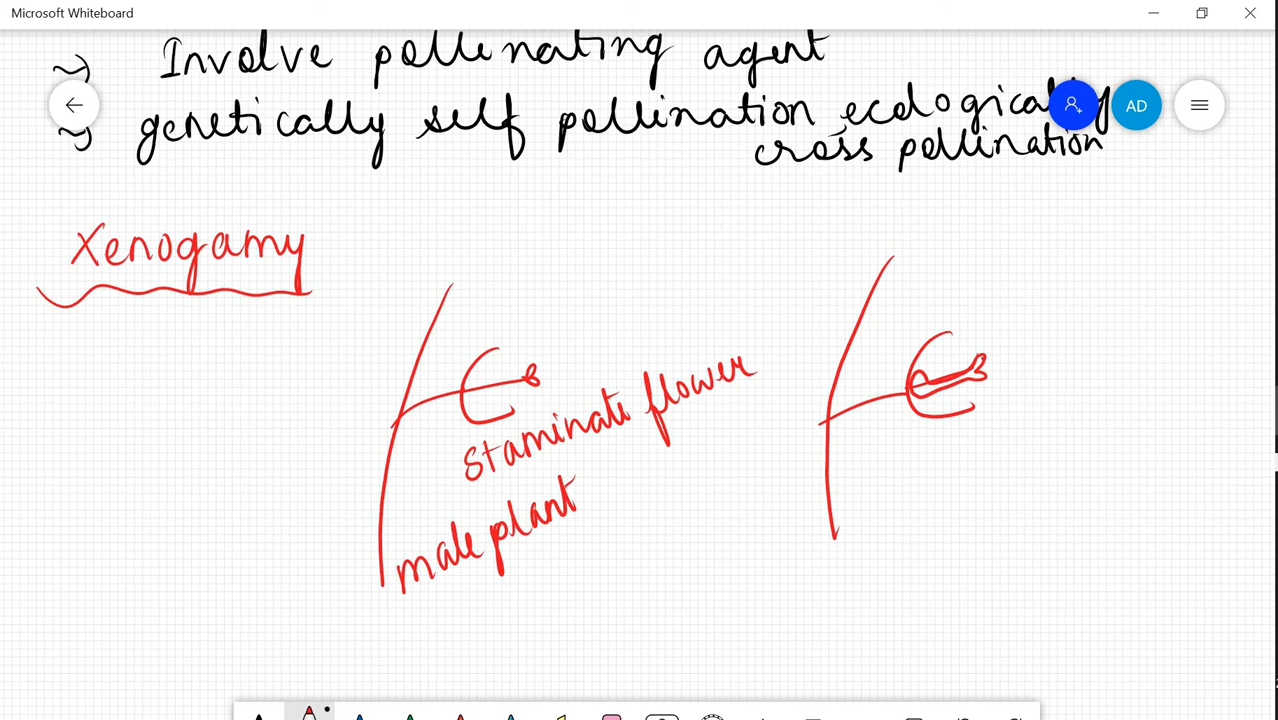 Microsoft Whiteboard
Involve pollinating agent
genetically self pollination ecologically
cross pollination
AD
Xenogamy
staminate flower
male plant